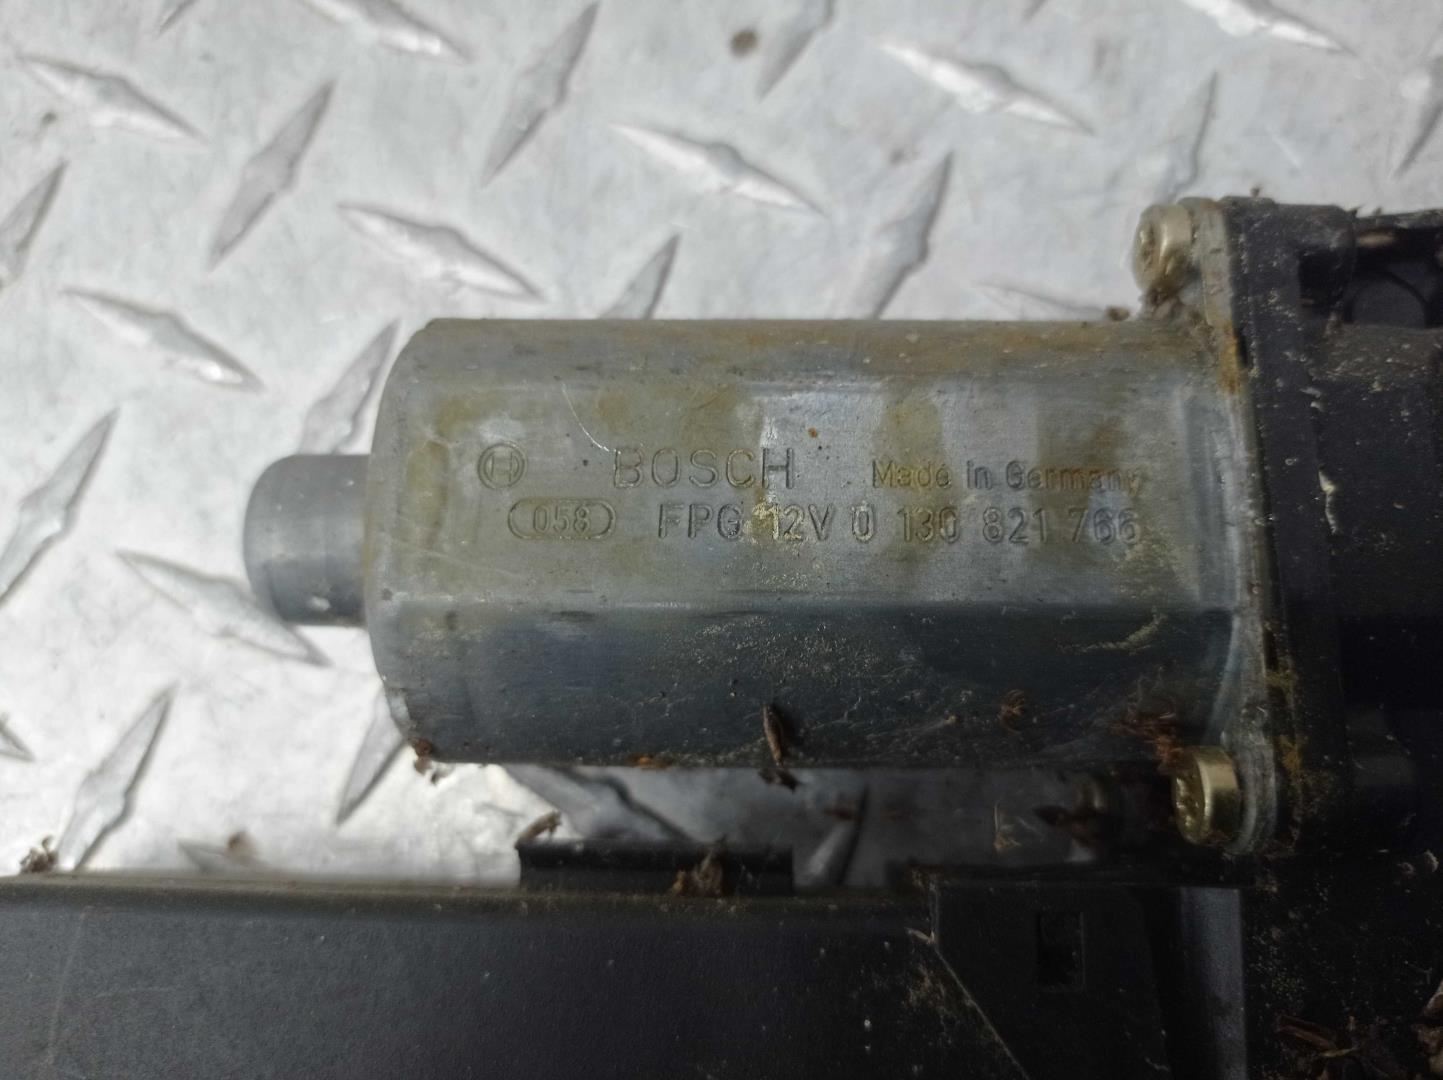 BOSCH Made in Germany
058 FPG 12V 0 130 821 766